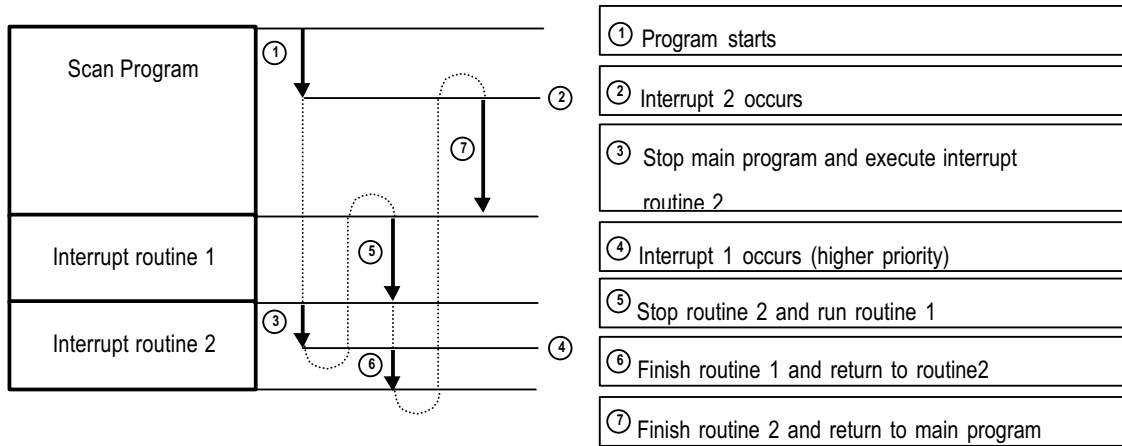 Scan Program
Interrupt routine 1
Interrupt routine 2
①
②
⑦
⑤
③
④
⑥
① Program starts
② Interrupt 2 occurs
③ Stop main program and execute interrupt
routine 2
④ Interrupt 1 occurs (higher priority)
⑤ Stop routine 2 and run routine 1
⑥ Finish routine 1 and return to routine2
⑦ Finish routine 2 and return to main program